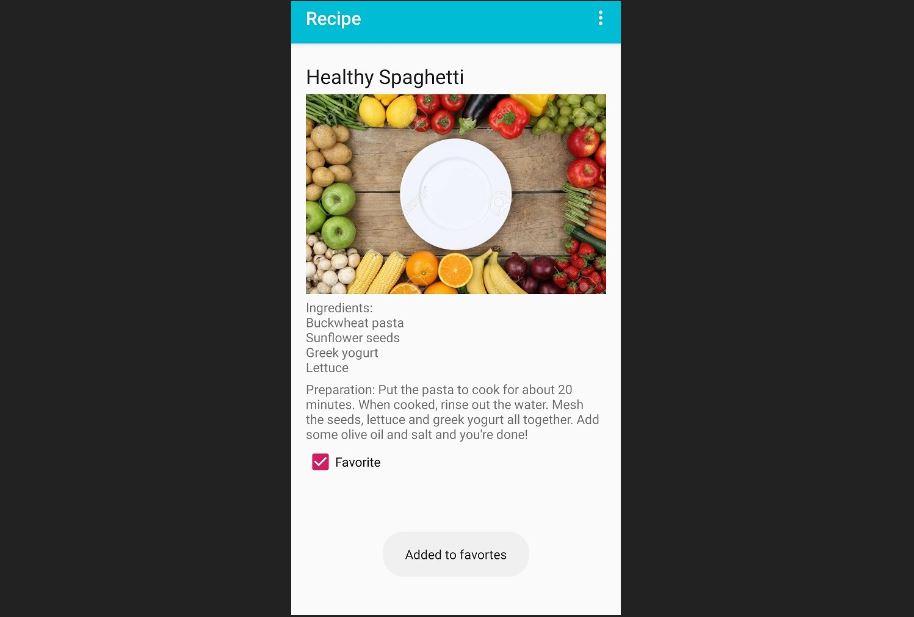 Recipe
Healthy Spaghetti
Ingredients:
Buckwheat pasta
Sunflower seeds
Greek yogurt
Lettuce
Preparation: Put the pasta to cook for about 20
minutes. When cooked, rinse out the water. Mesh
the seeds, lettuce and greek yogurt all together. Add
some olive oil and salt and you're done!
Favorite
Added to favortes